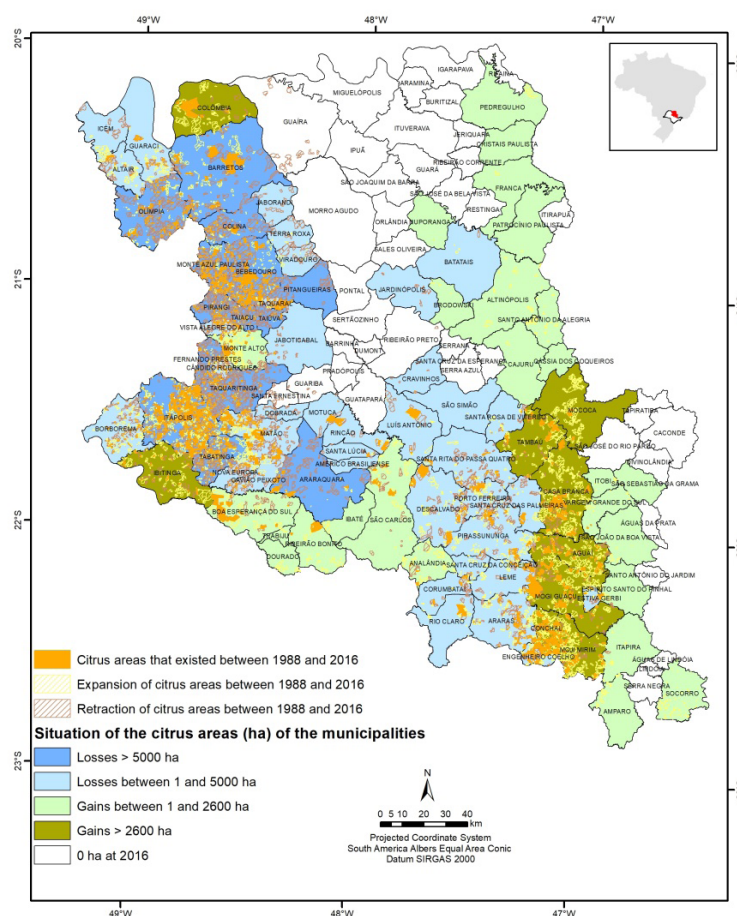 49°W 48°W 47°W
20°S
21°S
22°S
23°S
COLÔMBIA
ICÉM
GUARACI
ALTAIR
BARRETOS
OLÍMPIA
COLINA
JABORANDI
TERRA ROXA
VIRADOURO
MONTE AZUL PAULISTA
BEBEDOURO
PITANGUEIRAS
PIRANGI
TAQUARAL
TAIAÇU
TAIÚVA
VISTA ALEGRE DO ALTO
MONTE ALTO
JABOTICABAL
FERNANDO PRESTES
CÂNDIDO RODRIGUES
TAQUARITINGA
SANTA ERNESTINA
GUARIBA
PRADÓPOLIS
BARRINHA
DUMONT
GUATAPARÁ
ITÁPOLIS
BORBOREMA
DOBRADA
MATÃO
MOTUCA
RINCÃO
TABATINGA
NOVA EUROPA
GAVIÃO PEIXOTO
SANTA LÚCIA
AMÉRICO BRASILIENSE
ARARAQUARA
IBITINGA
BOA ESPERANÇA DO SUL
TRABIJU
DOURADO
RIBEIRÃO BONITO
IBATÉ
SÃO CARLOS
GUAÍRA
MIGUELÓPOLIS
ARAMINA
IGARAPAVA
BURITIZAL
RIFAINA
PEDREGULHO
ITUVERAVA
JERIQUARA
CRISTAIS PAULISTA
IPUÃ
GUARÁ
RIBEIRÃO CORRENTE
SÃO JOAQUIM DA BARRA
SÃO JOSÉ DA BELA VISTA
FRANCA
RESTINGA
ITIRAPUÃ
PATROCÍNIO PAULISTA
MORRO AGUDO
ORLÂNDIA
NUPORANGA
SALES OLIVEIRA
BATATAIS
PONTAL
JARDINÓPOLIS
BRODOWSKI
ALTINÓPOLIS
SERTÃOZINHO
SANTO ANTÔNIO DA ALEGRIA
RIBEIRÃO PRETO
SERRANA
SANTA CRUZ DA ESPERANÇA
SERRA AZUL
CAJURU
CÁSSIA DOS COQUEIROS
CRAVINHOS
SÃO SIMÃO
LUÍS ANTÔNIO
SANTA ROSA DE VITERBO
MOCOCA
TAPIRATIBA
CACONDE
TAMBAÚ
SÃO JOSÉ DO RIO PARDO
DIVINOLÂNDIA
SANTA RITA DO PASSA QUATRO
CASA BRANCA
ITOBI
SÃO SEBASTIÃO DA GRAMA
VARGEM GRANDE DO SUL
PORTO FERREIRA
SANTA CRUZ DAS PALMEIRAS
DESCALVADO
PIRASSUNUNGA
ÁGUAS DA PRATA
SÃO JOÃO DA BOA VISTA
AGUAÍ
ANALÂNDIA
SANTA CRUZ DA CONCEIÇÃO
LEME
SANTO ANTÔNIO DO JARDIM
ESPÍRITO SANTO DO PINHAL
CORUMBATAÍ
MOGI GUAÇU
ESTIVA GERBI
RIO CLARO
ARARAS
CONCHAL
MOJI MIRIM
ENGENHEIRO COELHO
ITAPIRA
ÁGUAS DE LINDÓIA
LINDÓIA
SERRA NEGRA
SOCORRO
AMPARO
Citrus areas that existed between 1988 and 2016
Expansion of citrus areas between 1988 and 2016
Retraction of citrus areas between 1988 and 2016
Situation of the citrus areas (ha) of the municipalities
Losses > 5000 ha
Losses between 1 and 5000 ha
Gains between 1 and 2600 ha
Gains > 2600 ha
0 ha at 2016
N
0 5 10 20 30 40
km
Projected Coordinate System
South America Albers Equal Area Conic
Datum SIRGAS 2000
49°W 48°W 47°W